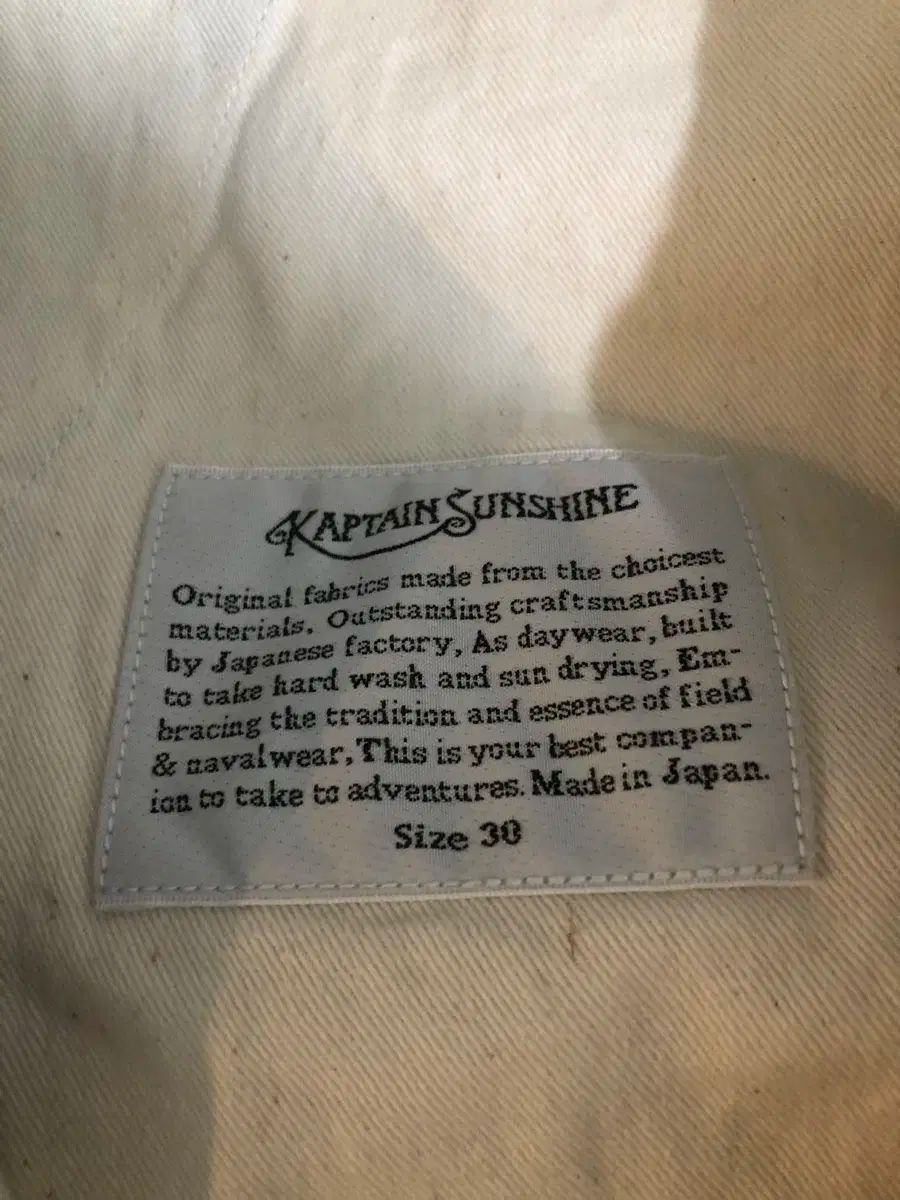 KAPTAIN SUNSHINE
Original fabrics made from the choicest
materials. Outstanding craftsmanship
by Japanese factory, As daywear, built
to take hard wash and sun drying, Em-
bracing the tradition and essence of field
& navalwear, This is your best compan-
ion to take to adventures. Made in Japan.
Size 30